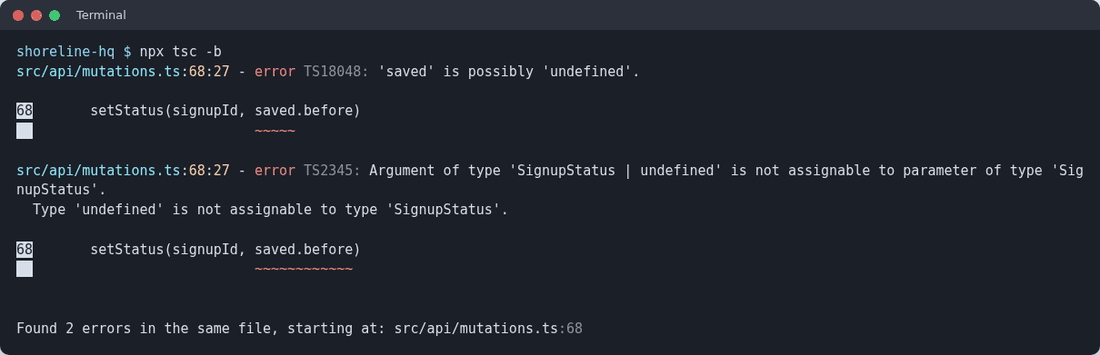 Terminal
shoreline-hq $ npx tsc -b
src/api/mutations.ts:68:27 - error TS18048: 'saved' is possibly 'undefined'.
68       setStatus(signupId, saved.before)
~~~~~
src/api/mutations.ts:68:27 - error TS2345: Argument of type 'SignupStatus | undefined' is not assignable to parameter of type 'Sig
nupStatus'.
  Type 'undefined' is not assignable to type 'SignupStatus'.
68       setStatus(signupId, saved.before)
~~~~~~~~~~~~
Found 2 errors in the same file, starting at: src/api/mutations.ts:68